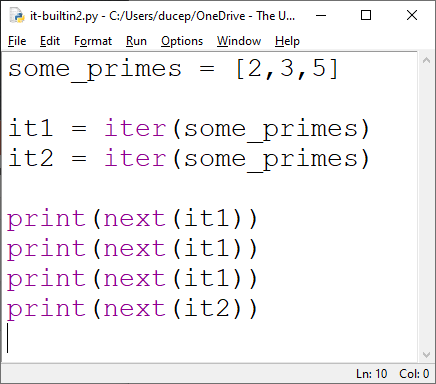 it-builtin2.py - C:/Users/ducep/OneDrive - The U...
File Edit Format Run Options Window Help
some_primes = [2,3,5]
it1 = iter(some_primes)
it2 = iter(some_primes)
print(next(it1))
print(next(it1))
print(next(it1))
print(next(it2))
Ln: 10 Col: 0